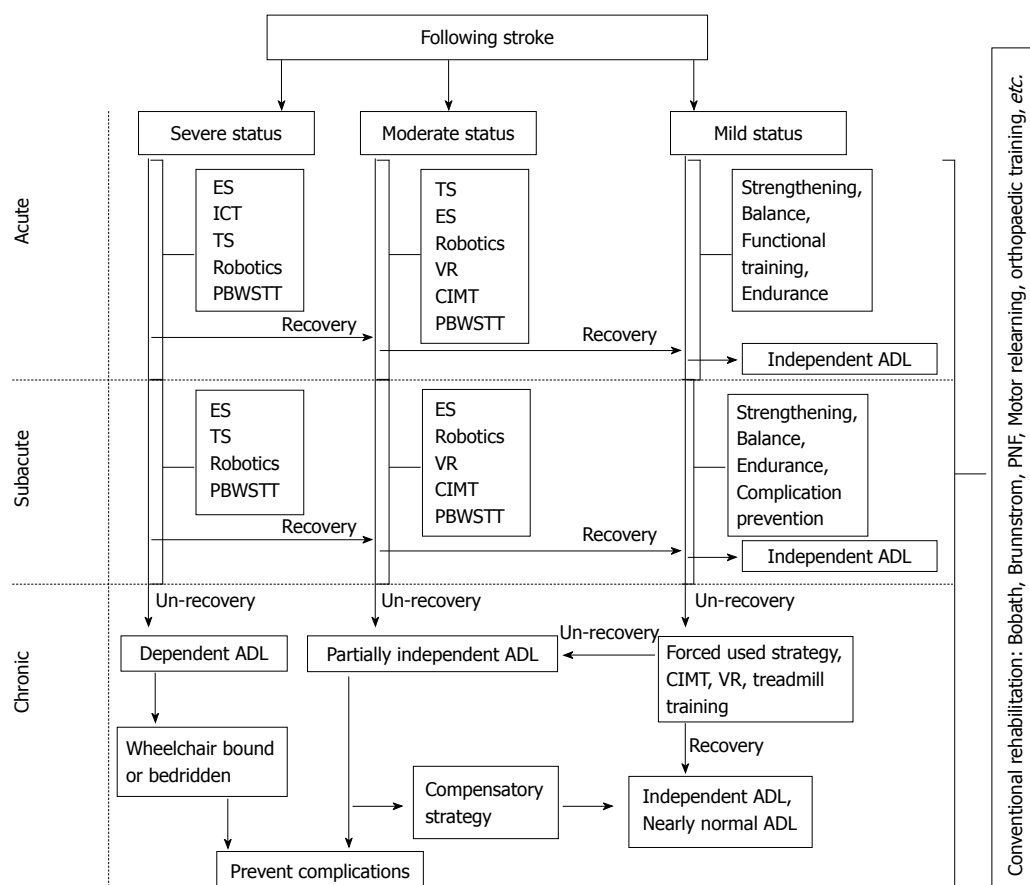 Following stroke
Severe status
Moderate status
Mild status
Acute
ES
ICT
TS
Robotics
PBWSTT
TS
ES
Robotics
VR
CIMT
PBWSTT
Strengthening,
Balance,
Functional
training,
Endurance
Recovery
Recovery
Independent ADL
Subacute
ES
TS
Robotics
PBWSTT
ES
Robotics
VR
CIMT
PBWSTT
Strengthening,
Balance,
Endurance,
Complication
prevention
Recovery
Recovery
Independent ADL
Chronic
Un-recovery
Un-recovery
Un-recovery
Dependent ADL
Partially independent ADL
Un-recovery
Forced used strategy,
CIMT, VR, treadmill
training
Wheelchair bound
or bedridden
Recovery
Compensatory
strategy
Independent ADL,
Nearly normal ADL
Prevent complications
Conventional rehabilitation: Bobath, Brunnstrom, PNF, Motor relearning, orthopaedic training, etc.